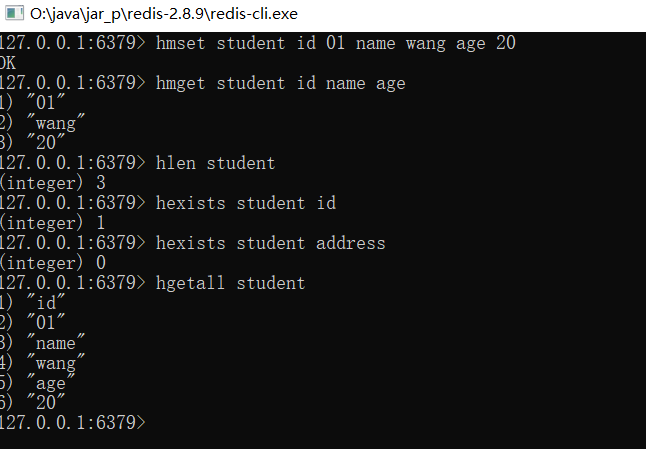 O:\java\jar_p\redis-2.8.9\redis-cli.exe
127.0.0.1:6379> hmset student id 01 name wang age 20
OK
127.0.0.1:6379> hmget student id name age
1) "01"
2) "wang"
3) "20"
127.0.0.1:6379> hlen student
(integer) 3
127.0.0.1:6379> hexists student id
(integer) 1
127.0.0.1:6379> hexists student address
(integer) 0
127.0.0.1:6379> hgetall student
1) "id"
2) "01"
3) "name"
4) "wang"
5) "age"
6) "20"
127.0.0.1:6379>